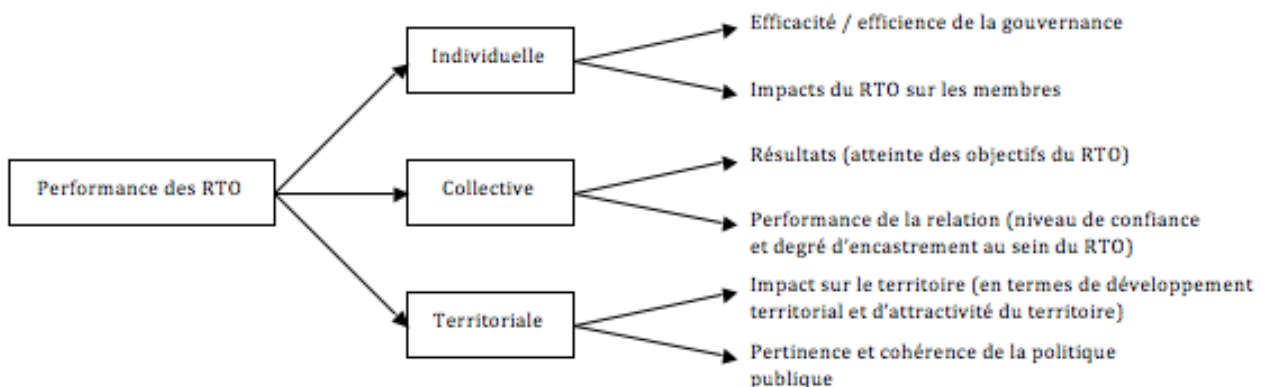 Performance des RTO
Individuelle
Efficacité / efficience de la gouvernance
Impacts du RTO sur les membres
Collective
Résultats (atteinte des objectifs du RTO)
Performance de la relation (niveau de confiance
et degré d'encastrement au sein du RTO)
Territoriale
Impact sur le territoire (en termes de développement
territorial et d'attractivité du territoire)
Pertinence et cohérence de la politique
publique